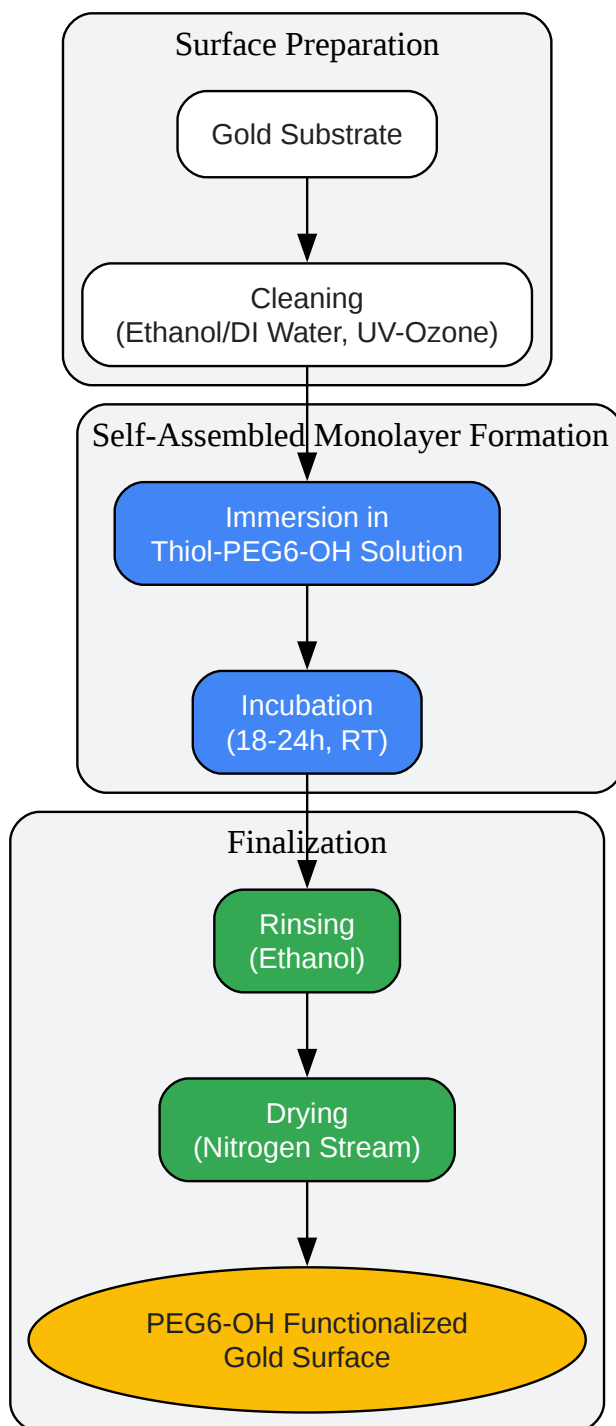 Surface Preparation
Gold Substrate
Cleaning
(Ethanol/DI Water, UV-Ozone)
Self-Assembled Monolayer Formation
Immersion in
Thiol-PEG6-OH Solution
Incubation
(18-24h, RT)
Finalization
Rinsing
(Ethanol)
Drying
(Nitrogen Stream)
PEG6-OH Functionalized
Gold Surface